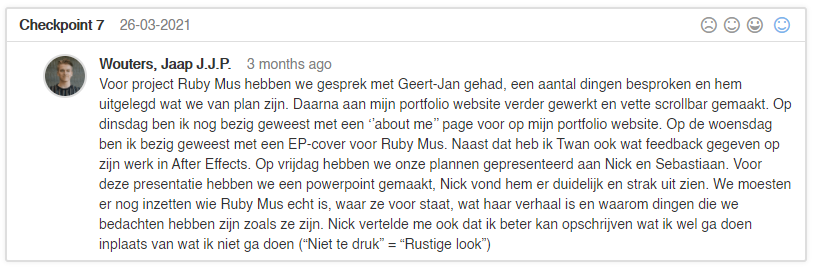 Checkpoint 7 26-03-2021
Wouters, Jaap J.J.P. 3 months ago
Voor project Ruby Mus hebben we gesprek met Geert-Jan gehad, een aantal dingen besproken en hem
uitgelegd wat we van plan zijn. Daarna aan mijn portfolio website verder gewerkt en vette scrollbar gemaakt. Op
dinsdag ben ik nog bezig geweest met een ‘’about me’’ page voor op mijn portfolio website. Op de woensdag
ben ik bezig geweest met een EP-cover voor Ruby Mus. Naast dat heb ik Twan ook wat feedback gegeven op
zijn werk in After Effects. Op vrijdag hebben we onze plannen gepresenteerd aan Nick en Sebastiaan. Voor
deze presentatie hebben we een powerpoint gemaakt, Nick vond hem er duidelijk en strak uit zien. We moesten
er nog inzetten wie Ruby Mus echt is, waar ze voor staat, wat haar verhaal is en waarom dingen die we
bedachten hebben zijn zoals ze zijn. Nick vertelde me ook dat ik beter kan opschrijven wat ik wel ga doen
inplaats van wat ik niet ga doen (“Niet te druk” = “Rustige look”)